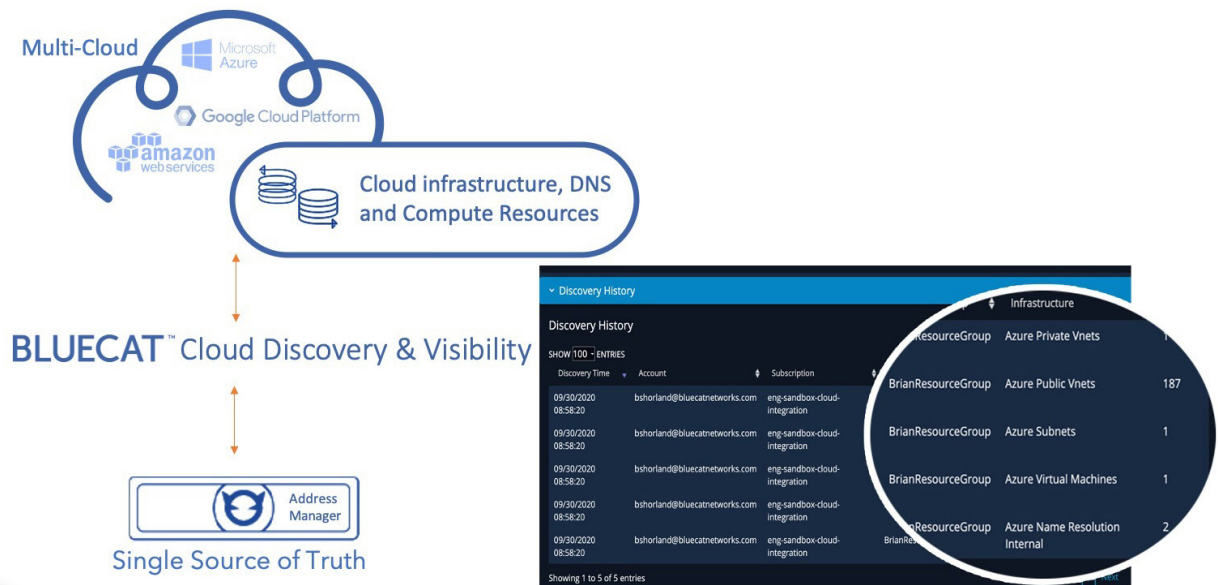 Multi-Cloud
Microsoft
Azure
Google Cloud Platform
amazon
webservices
Cloud infrastructure, DNS
and Compute Resources
BLUECAT™ Cloud Discovery & Visibility
Address
Manager
Single Source of Truth
Discovery History
Discovery History
SHOW 100 ENTRIES
Discovery Time Account Subscription
09/30/2020 bshorland@bluecatnetworks.com eng-sandbox-cloud-
08:58:20 integration
09/30/2020 bshorland@bluecatnetworks.com eng-sandbox-cloud-
08:58:20 integration
09/30/2020 bshorland@bluecatnetworks.com eng-sandbox-cloud-
08:58:20 integration
09/30/2020 bshorland@bluecatnetworks.com eng-sandbox-cloud-
08:58:20 integration
09/30/2020 bshorland@bluecatnetworks.com eng-sandbox-cloud-
08:58:20 integration
Showing 1 to 5 of 5 entries
Next
Infrastructure
ResourceGroup Azure Private Vnets 1
BrianResourceGroup Azure Public Vnets 187
BrianResourceGroup Azure Subnets 1
BrianResourceGroup Azure Virtual Machines 1
ResourceGroup Azure Name Resolution 2
Internal